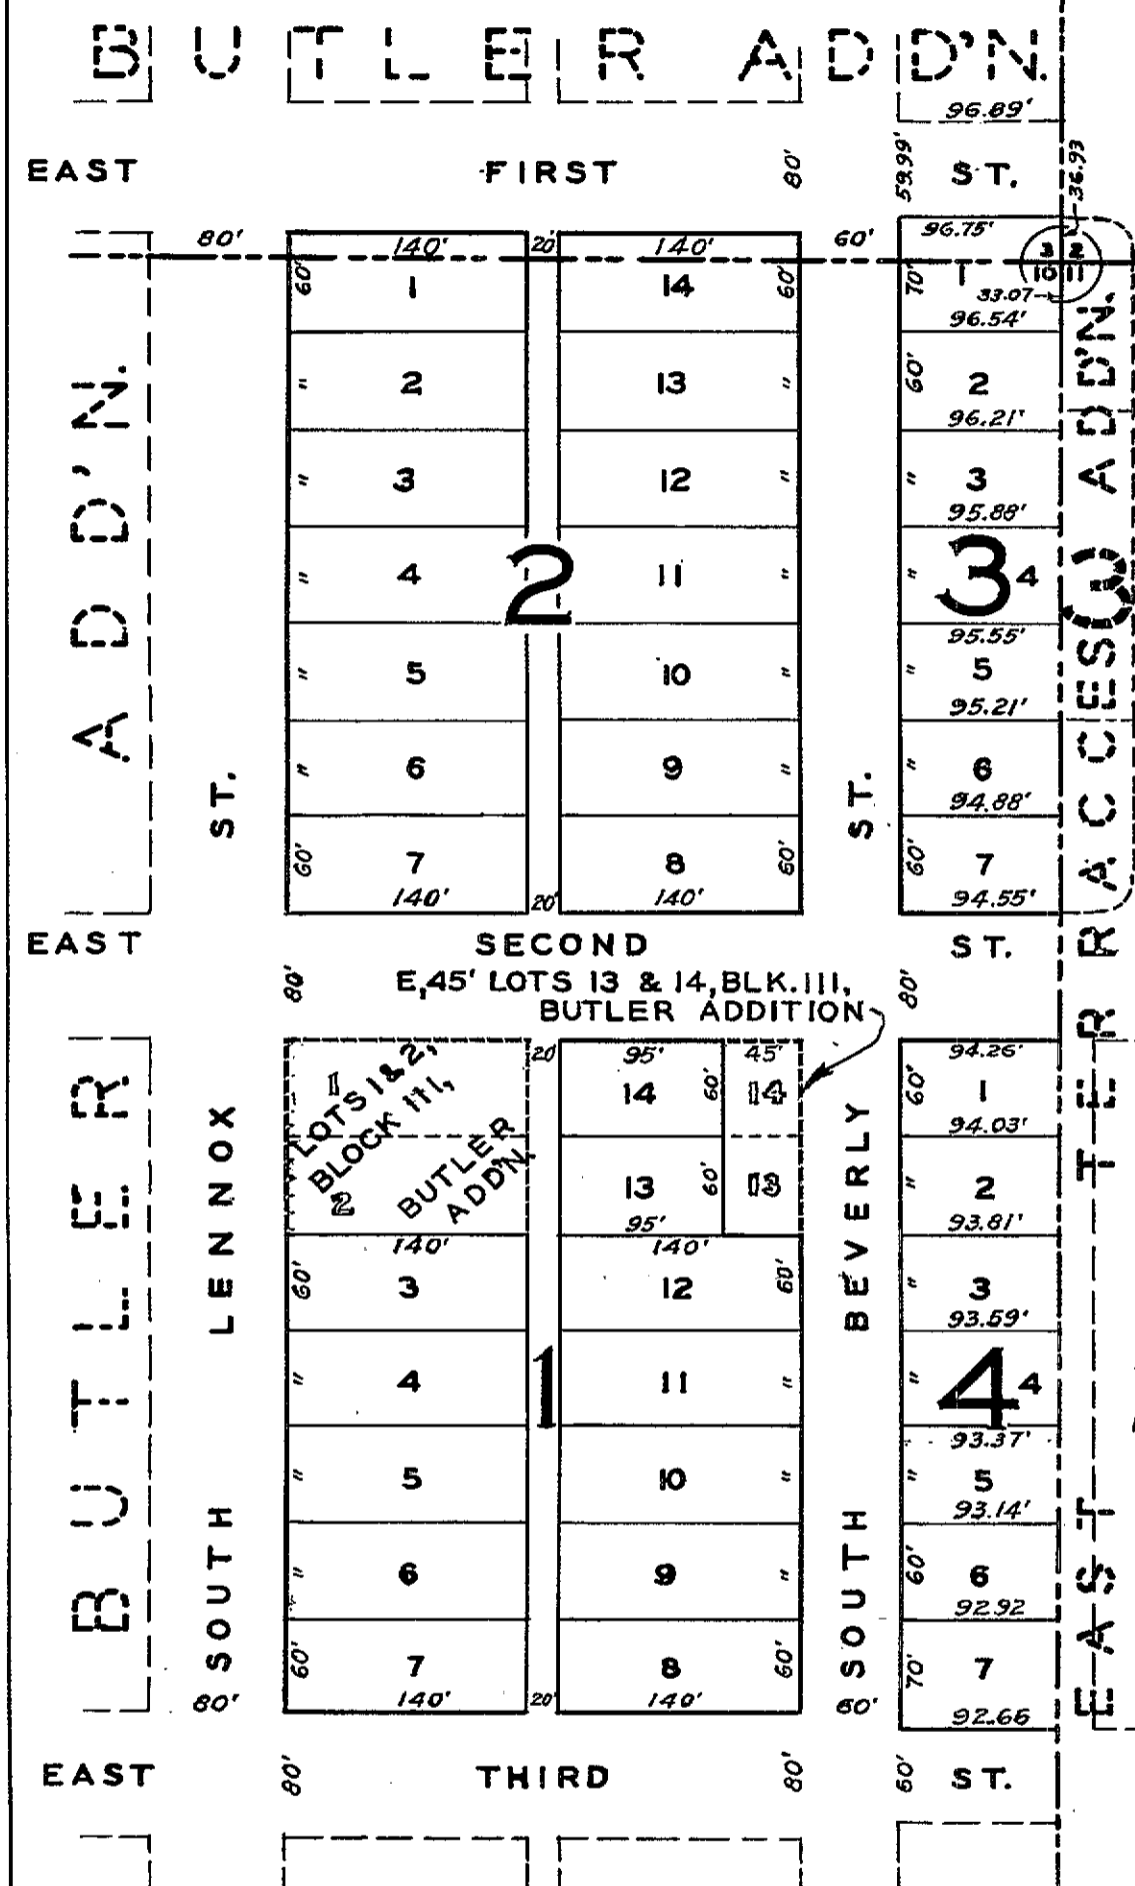 BUTLER ADD'N.
96.89'
EAST FIRST 80' 59.99' ST. 36.93
80' 140' 20' 140' 60' 96.75'
60' 1 14 60' 70' 1
3 2
10 11
33.07
96.54'
" 2 13 " 60' 2
96.21'
" 3 12 " " 3
95.88'
" 4 2 11 " " 3 4
95.55'
" 5 10 " " 5
95.21'
" 6 9 " " 6
94.88'
60' 7 8 60' 60' 7
140' 20' 140' 94.55'
EAST SECOND ST.
80' 80'
E,45' LOTS 13 & 14, BLK. 111,
BUTLER ADDITION
20' 95' 45' 94.26'
1 14 60' 14 60' 1
LOTS 1 & 2,
BLOCK 111,
BUTLER
ADD'N.
94.03'
2 13 60' 13 " 2
95' 93.81'
140' 140'
60' 3 12 60' " 3
93.59'
" 4 1 11 " " 4 4
93.37'
" 5 10 " " 5
93.14'
" 6 9 " 60' 6
92.92
60' 7 8 60' 70' 7
80' 140' 20' 140' 60' 92.66
EAST 80' THIRD 80' 60' ST.
BUTLER ADD'N.
SOUTH LENNOX ST.
SOUTH BEVERLY ST.
EAST TERRACE ADD'N.